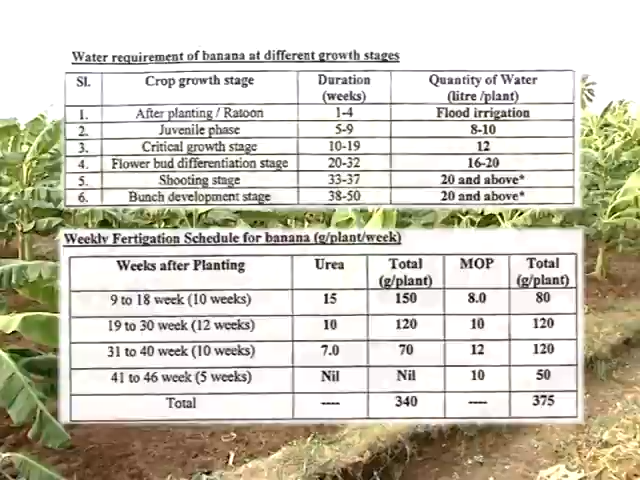 Water requirement of banana at different growth stages
Sl. Crop growth stage Duration (weeks) Quantity of Water (litre /plant)
1. After planting / Ratoon 1-4 Flood irrigation
2. Juvenile phase 5-9 8-10
3. Critical growth stage 10-19 12
4. Flower bud differentiation stage 20-32 16-20
5. Shooting stage 33-37 20 and above*
6. Bunch development stage 38-50 20 and above*
Weekly Fertigation Schedule for banana (g/plant/week)
Weeks after Planting Urea Total (g/plant) MOP Total (g/plant)
9 to 18 week (10 weeks) 15 150 8.0 80
19 to 30 week (12 weeks) 10 120 10 120
31 to 40 week (10 weeks) 7.0 70 12 120
41 to 46 week (5 weeks) Nil Nil 10 50
Total ---- 340 ---- 375